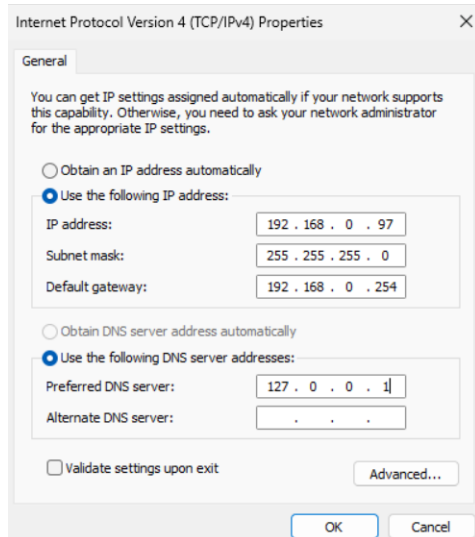 Internet Protocol Version 4 (TCP/IPv4) Properties
General
You can get IP settings assigned automatically if your network supports
this capability. Otherwise, you need to ask your network administrator
for the appropriate IP settings.
Obtain an IP address automatically
Use the following IP address:
IP address: 192 . 168 . 0 . 97
Subnet mask: 255 . 255 . 255 . 0
Default gateway: 192 . 168 . 0 . 254
Obtain DNS server address automatically
Use the following DNS server addresses:
Preferred DNS server: 127 . 0 . 0 . 1
Alternate DNS server: . . .
Validate settings upon exit
Advanced...
OK Cancel